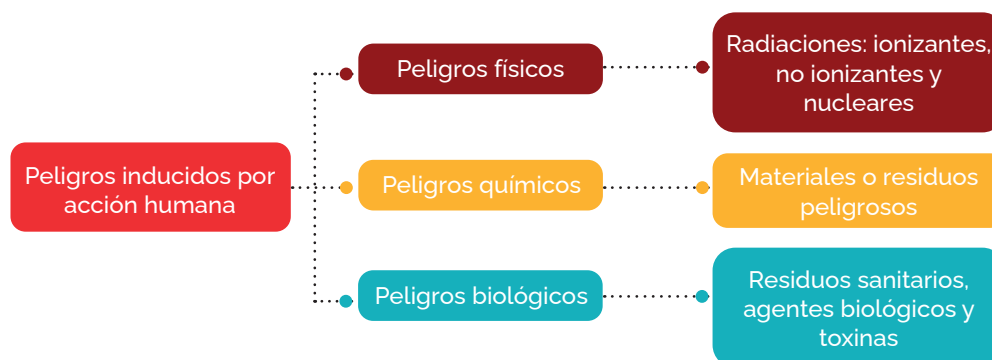 Peligros inducidos por
acción humana
Peligros físicos
Radiaciones: ionizantes,
no ionizantes y
nucleares
Peligros químicos
Materiales o residuos
peligrosos
Peligros biológicos
Residuos sanitarios,
agentes biológicos y
toxinas